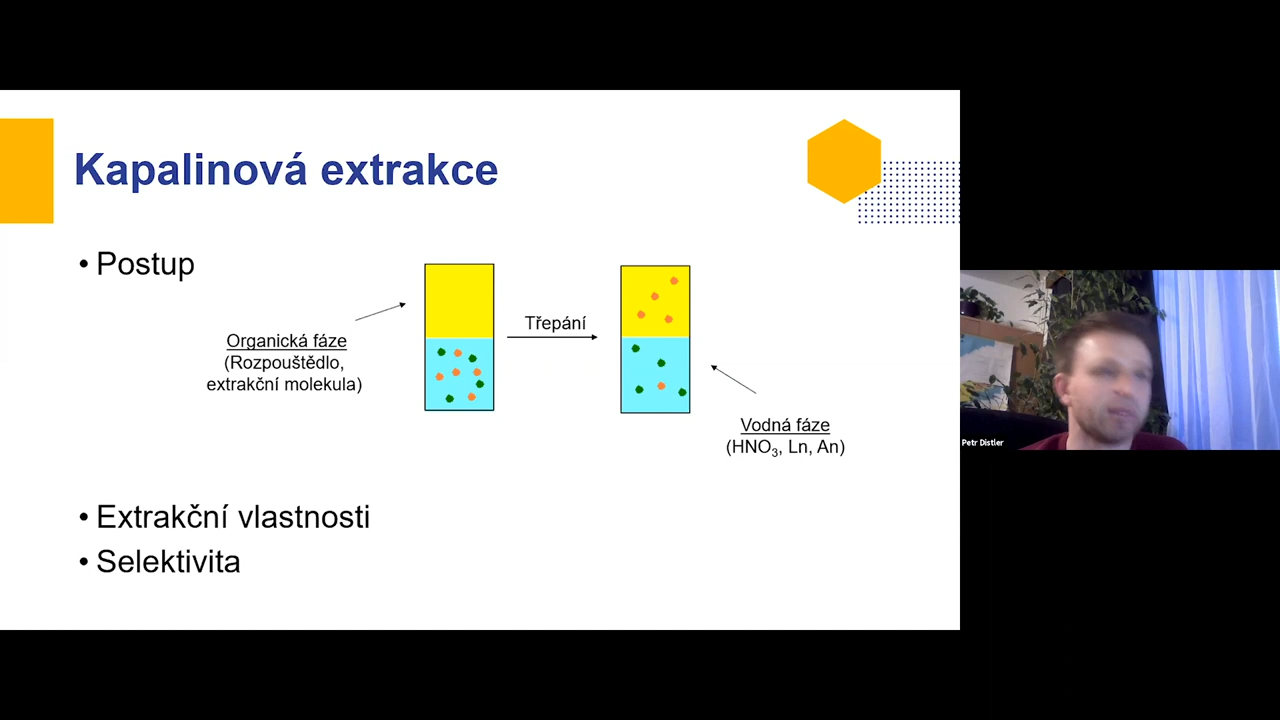 Kapalinová extrakce
• Postup
Organická fáze
(Rozpouštědlo,
extrakční molekula)
Třepání
Vodná fáze
(HNO₃, Ln, An)
• Extrakční vlastnosti
• Selektivita
Petr Distler